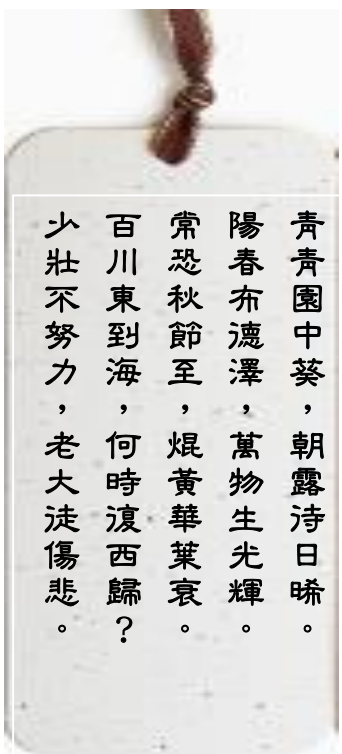 青青園中葵，朝露待日晞。
陽春布德澤，萬物生光輝。
常恐秋節至，焜黃華葉衰。
百川東到海，何時復西歸？
少壯不努力，老大徒傷悲。